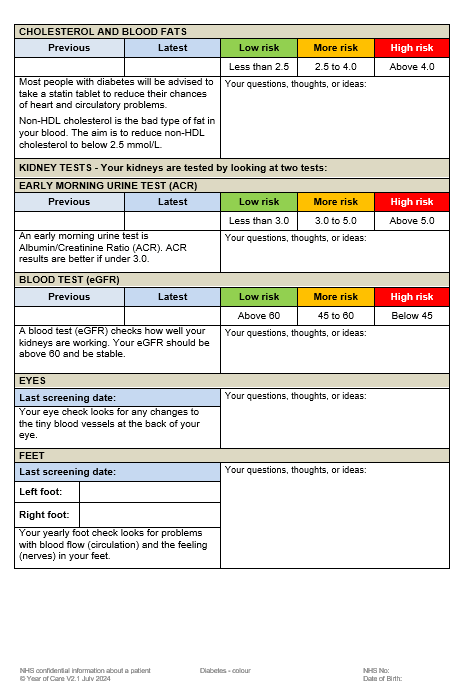 CHOLESTEROL AND BLOOD FATS
Previous Latest Low risk More risk High risk
Less than 2.5 2.5 to 4.0 Above 4.0
Most people with diabetes will be advised to
take a statin tablet to reduce their chances
of heart and circulatory problems.
Non-HDL cholesterol is the bad type of fat in
your blood. The aim is to reduce non-HDL
cholesterol to below 2.5 mmol/L.
Your questions, thoughts, or ideas:
KIDNEY TESTS - Your kidneys are tested by looking at two tests:
EARLY MORNING URINE TEST (ACR)
Previous Latest Low risk More risk High risk
Less than 3.0 3.0 to 5.0 Above 5.0
An early morning urine test is
Albumin/Creatinine Ratio (ACR). ACR
results are better if under 3.0.
Your questions, thoughts, or ideas:
BLOOD TEST (eGFR)
Previous Latest Low risk More risk High risk
Above 60 45 to 60 Below 45
A blood test (eGFR) checks how well your
kidneys are working. Your eGFR should be
above 60 and be stable.
Your questions, thoughts, or ideas:
EYES
Last screening date:
Your eye check looks for any changes to
the tiny blood vessels at the back of your
eye.
Your questions, thoughts, or ideas:
FEET
Last screening date:
Left foot:
Right foot:
Your yearly foot check looks for problems
with blood flow (circulation) and the feeling
(nerves) in your feet.
Your questions, thoughts, or ideas:
NHS confidential information about a patient Diabetes - colour NHS No:
© Year of Care V2.1 July 2024 Date of Birth: